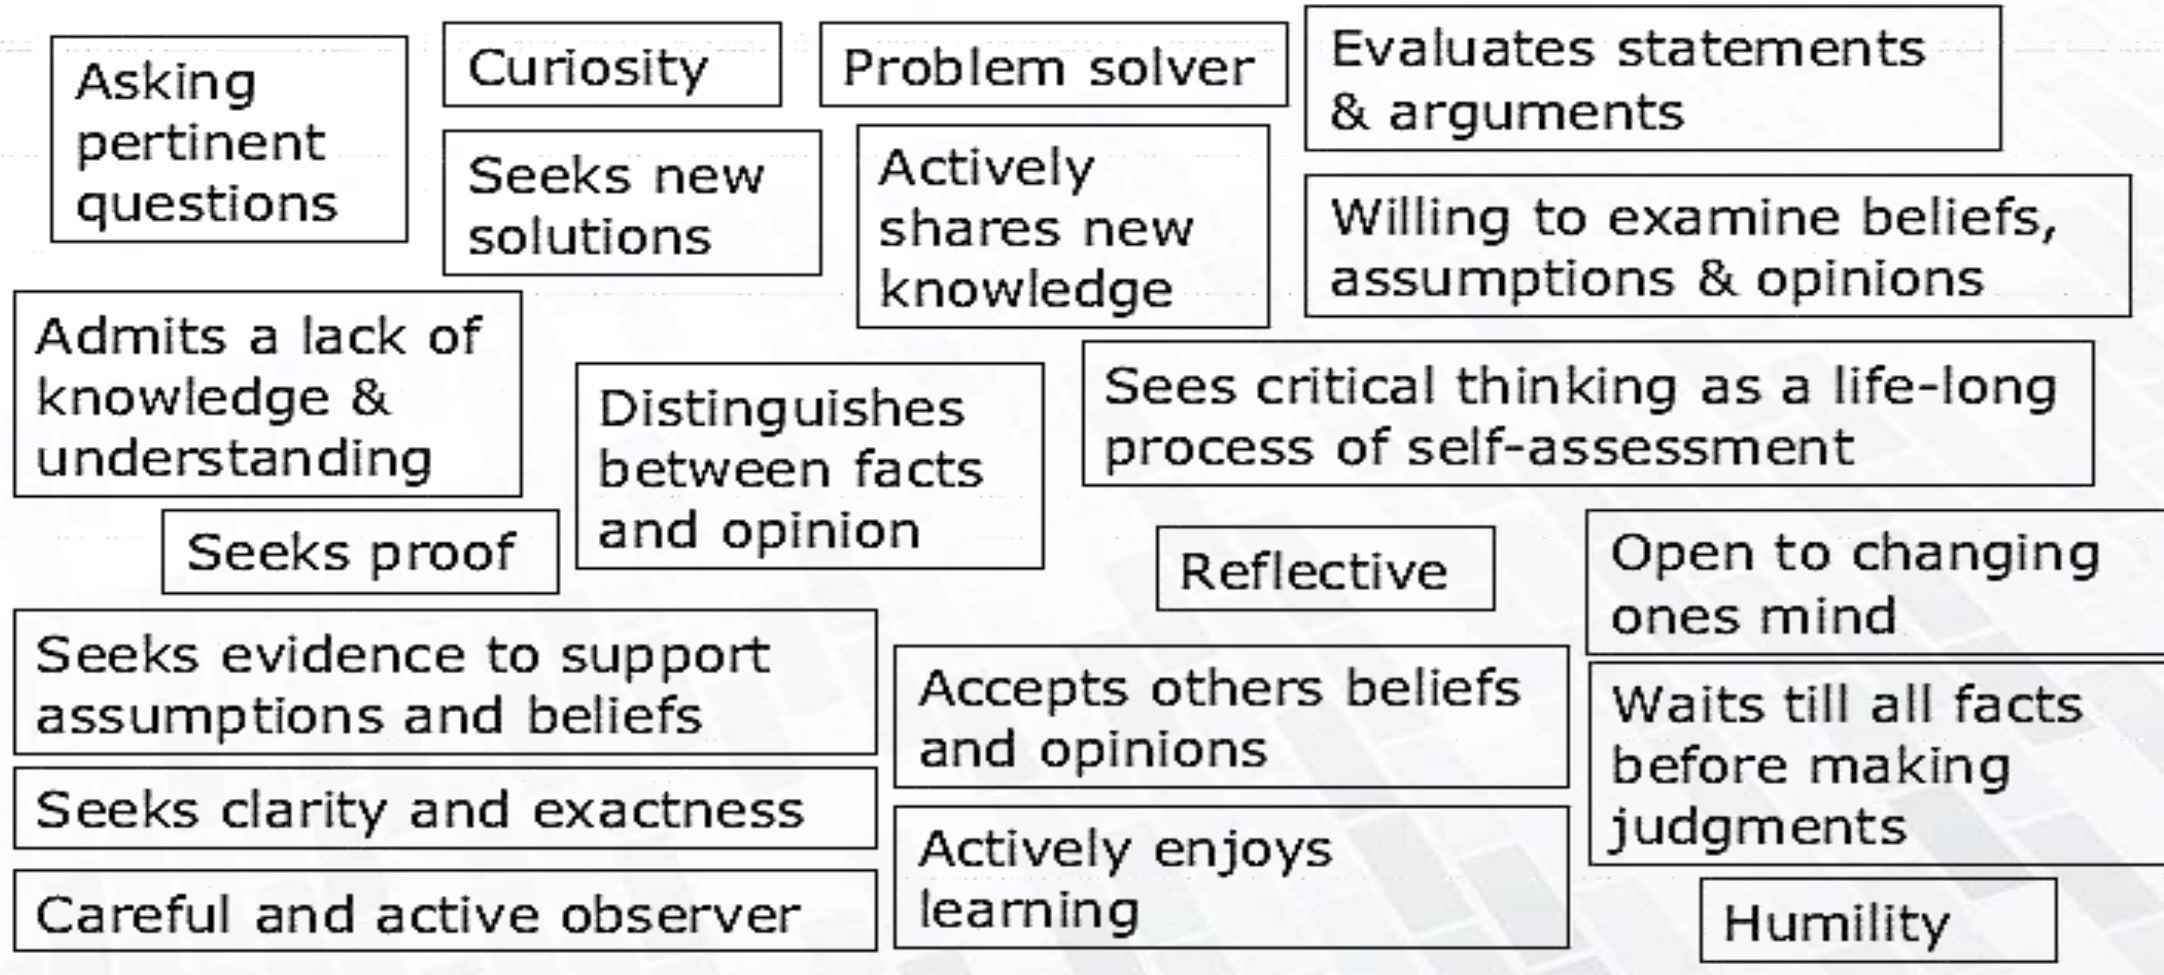 Asking
pertinent
questions
Curiosity
Problem solver
Evaluates statements
& arguments
Seeks new
solutions
Actively
shares new
knowledge
Willing to examine beliefs,
assumptions & opinions
Admits a lack of
knowledge &
understanding
Distinguishes
between facts
and opinion
Sees critical thinking as a life-long
process of self-assessment
Seeks proof
Reflective
Open to changing
ones mind
Seeks evidence to support
assumptions and beliefs
Accepts others beliefs
and opinions
Waits till all facts
before making
judgments
Seeks clarity and exactness
Actively enjoys
learning
Careful and active observer
Humility